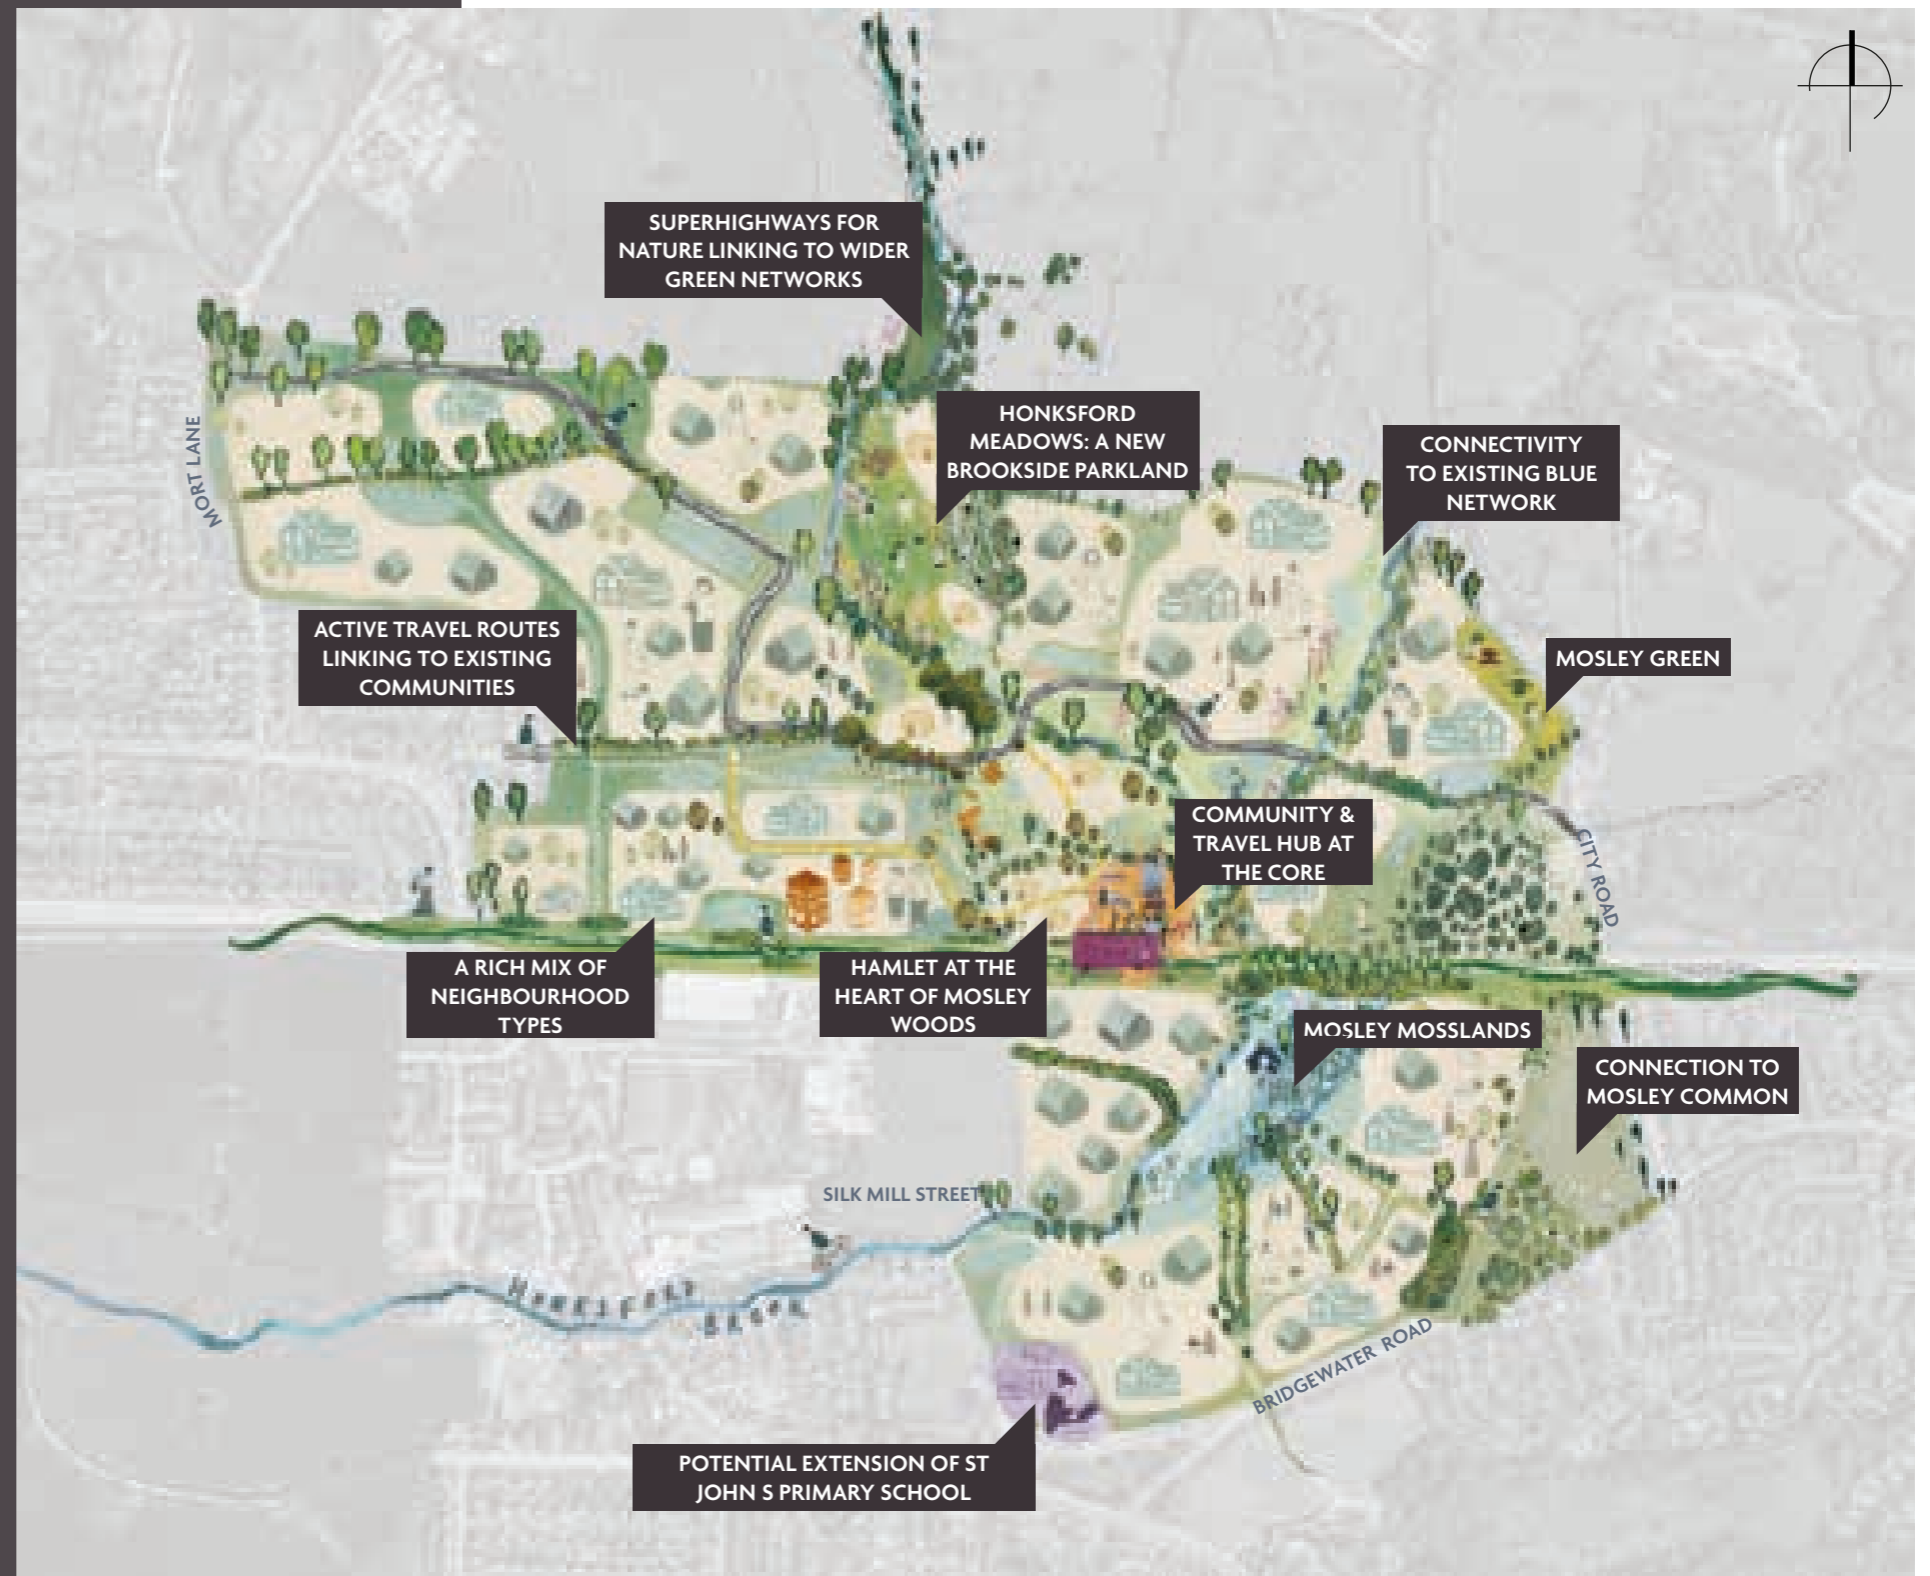 SUPERHIGHWAYS FOR
NATURE LINKING TO WIDER
GREEN NETWORKS
HONKSFORD
MEADOWS: A NEW
BROOKSIDE PARKLAND
CONNECTIVITY
TO EXISTING BLUE
NETWORK
MORT LANE
ACTIVE TRAVEL ROUTES
LINKING TO EXISTING
COMMUNITIES
MOSLEY GREEN
COMMUNITY &
TRAVEL HUB AT
THE CORE
CITY ROAD
A RICH MIX OF
NEIGHBOURHOOD
TYPES
HAMLET AT THE
HEART OF MOSLEY
WOODS
MOSLEY MOSSLANDS
CONNECTION TO
MOSLEY COMMON
SILK MILL STREET
HONKSFORD
BROOK
BRIDGEWATER ROAD
POTENTIAL EXTENSION OF ST
JOHN S PRIMARY SCHOOL